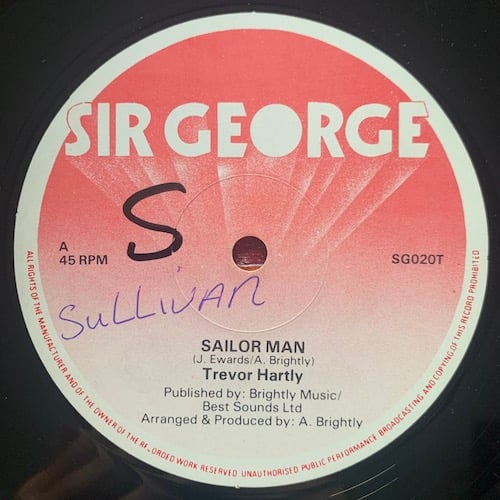 SIR GEORGE
A
45 RPM
S
SG020T
SuLLivan
SAILOR MAN
(J. Ewards/A. Brightly)
Trevor Hartly
Published by: Brightly Music/
Best Sounds Ltd
Arranged & Produced by: A. Brightly
ALL RIGHTS OF THE MANUFACTURER AND OF THE OWNER OF THE RECORDED WORK RESERVED UNAUTHORISED PUBLIC PERFORMANCE BROADCASTING AND COPYING OF THIS RECORD PROHIBITED